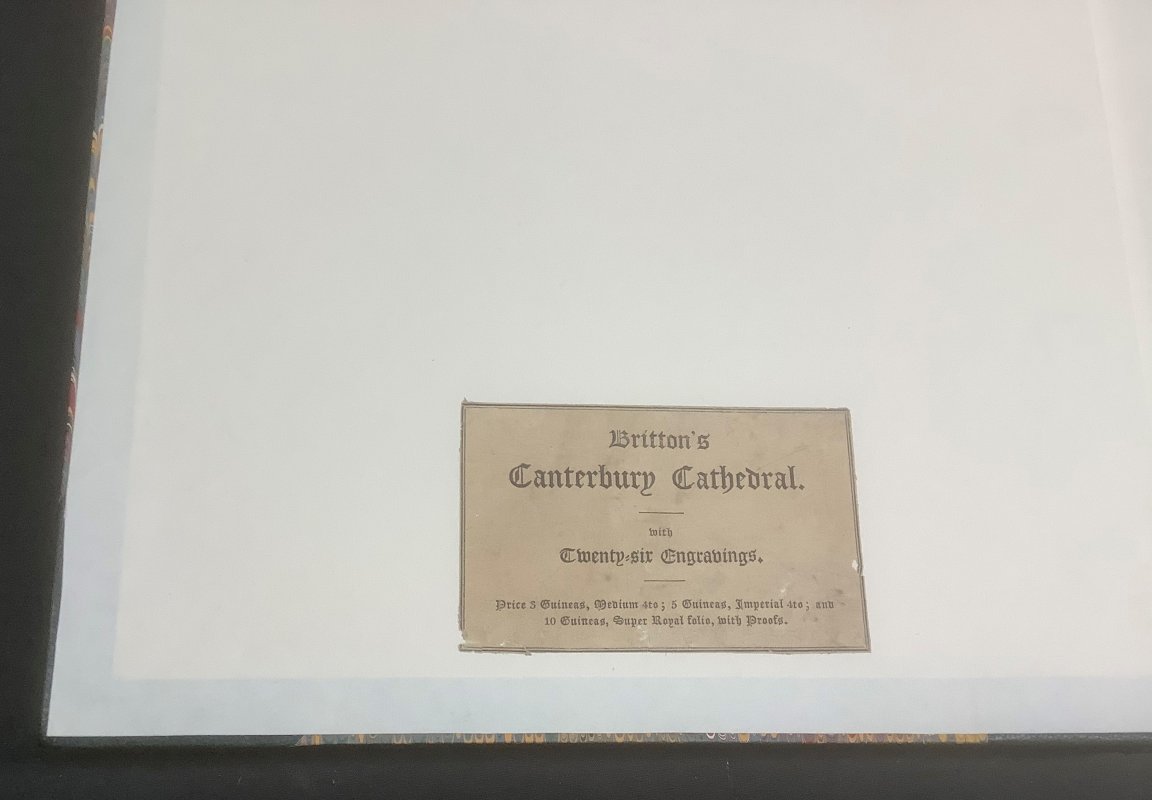 Britton's
Canterbury Cathedral.
with
Twenty-six Engravings.
Price 3 Guineas, Medium 4to; 5 Guineas, Imperial 4to; and
10 Guineas, Super Royal folio, with Proofs.